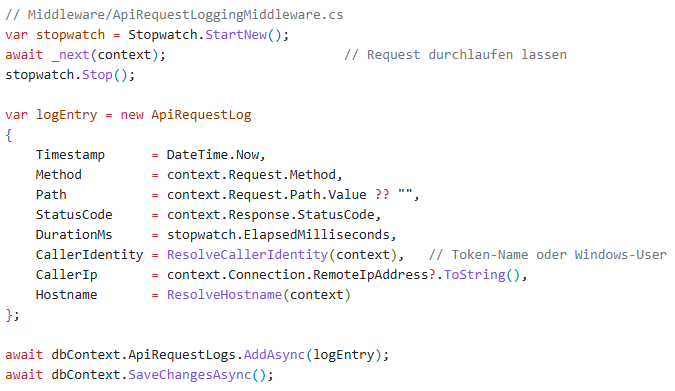 // Middleware/ApiRequestLoggingMiddleware.cs
var stopwatch = Stopwatch.StartNew();
await _next(context);                      // Request durchlaufen lassen
stopwatch.Stop();

var logEntry = new ApiRequestLog
{
    Timestamp      = DateTime.Now,
    Method         = context.Request.Method,
    Path           = context.Request.Path.Value ?? "",
    StatusCode     = context.Response.StatusCode,
    DurationMs     = stopwatch.ElapsedMilliseconds,
    CallerIdentity = ResolveCallerIdentity(context),   // Token-Name oder Windows-User
    CallerIp       = context.Connection.RemoteIpAddress?.ToString(),
    Hostname       = ResolveHostname(context)
};

await dbContext.ApiRequestLogs.AddAsync(logEntry);
await dbContext.SaveChangesAsync();